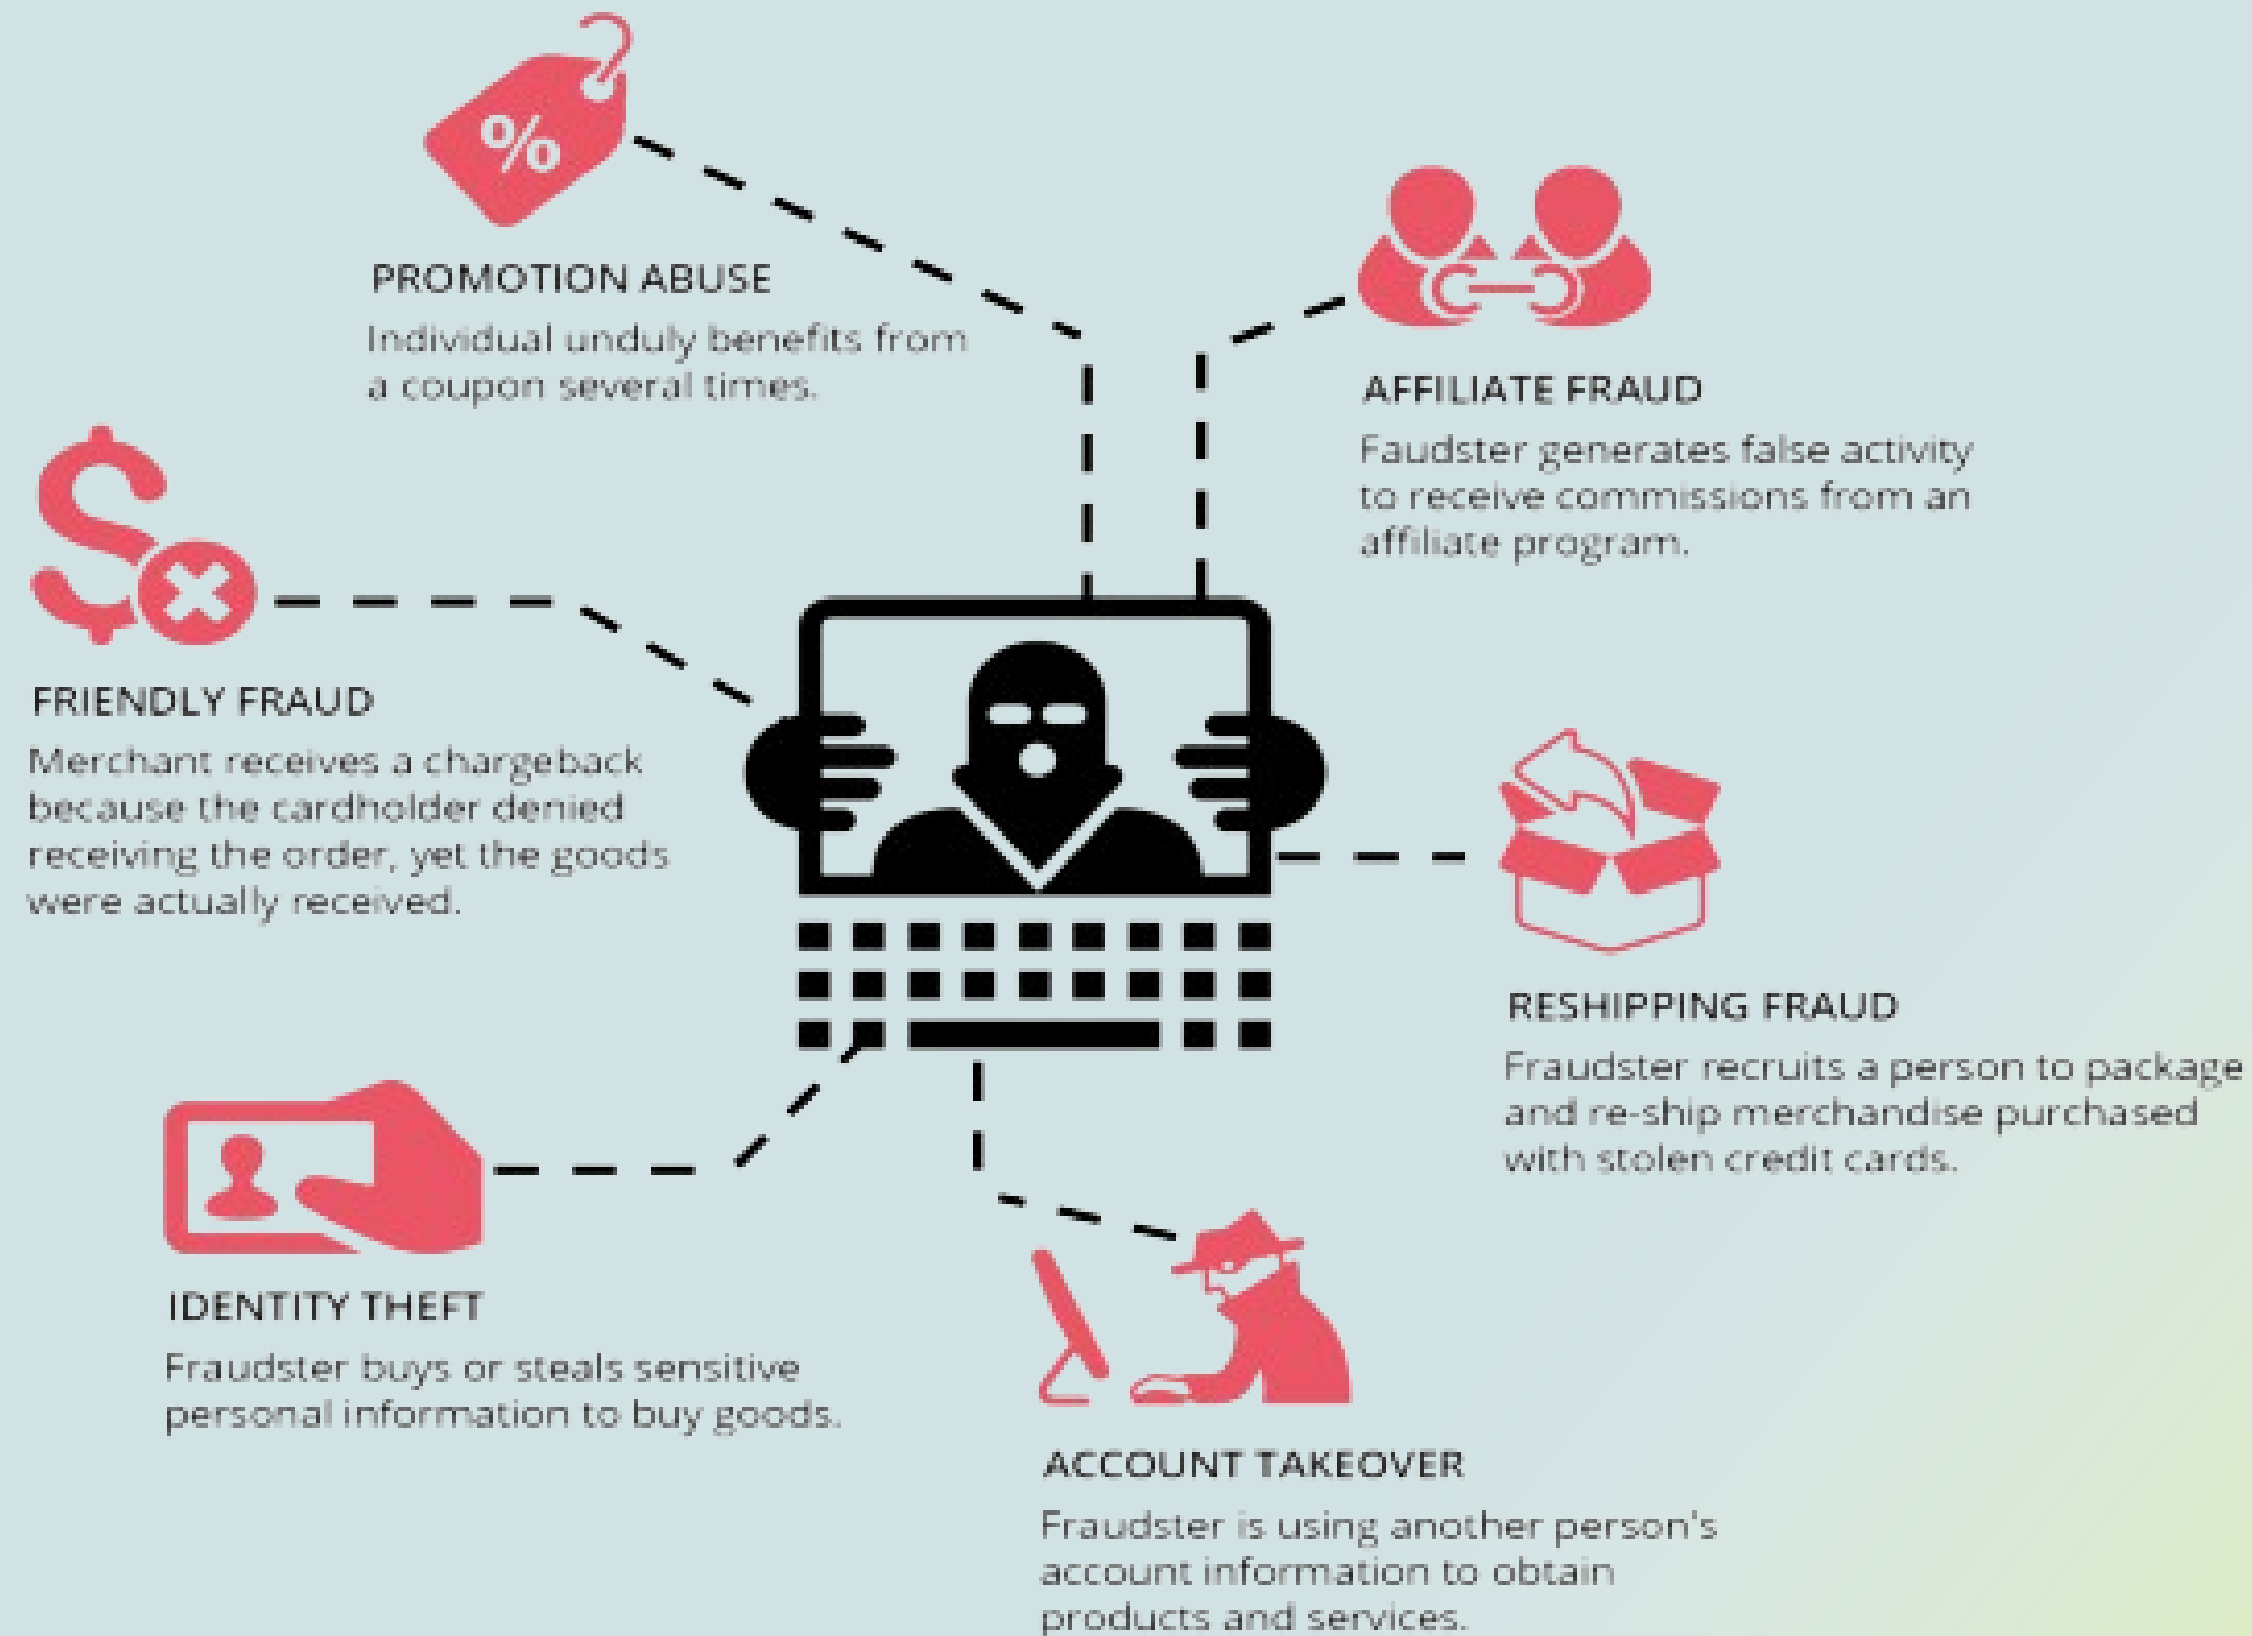 %
PROMOTION ABUSE
Individual unduly benefits from
a coupon several times.
AFFILIATE FRAUD
Faudster generates false activity
to receive commissions from an
affiliate program.
FRIENDLY FRAUD
Merchant receives a chargeback
because the cardholder denied
receiving the order, yet the goods
were actually received.
RESHIPPING FRAUD
Fraudster recruits a person to package
and re-ship merchandise purchased
with stolen credit cards.
IDENTITY THEFT
Fraudster buys or steals sensitive
personal information to buy goods.
ACCOUNT TAKEOVER
Fraudster is using another person's
account information to obtain
products and services.